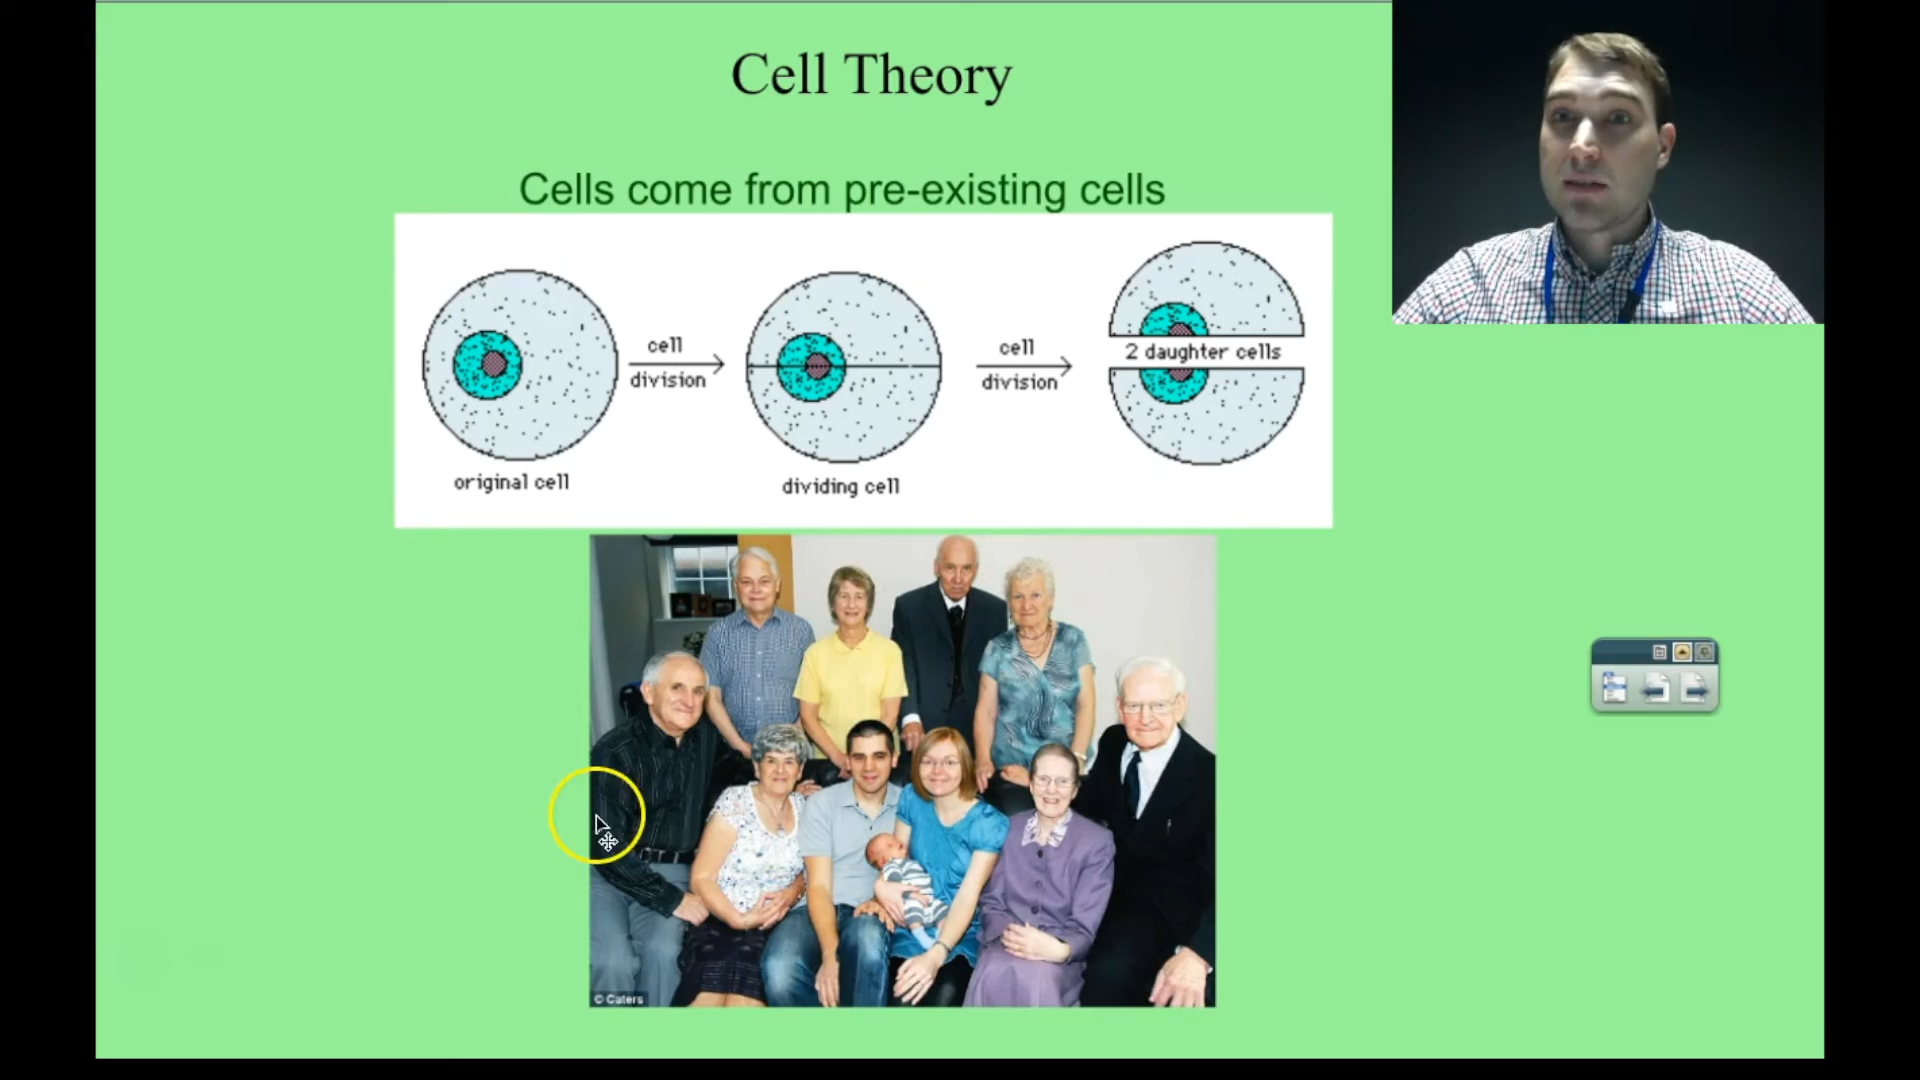 Cell Theory
Cells come from pre-existing cells
cell
division
cell
division
2 daughter cells
original cell
dividing cell
© Caters